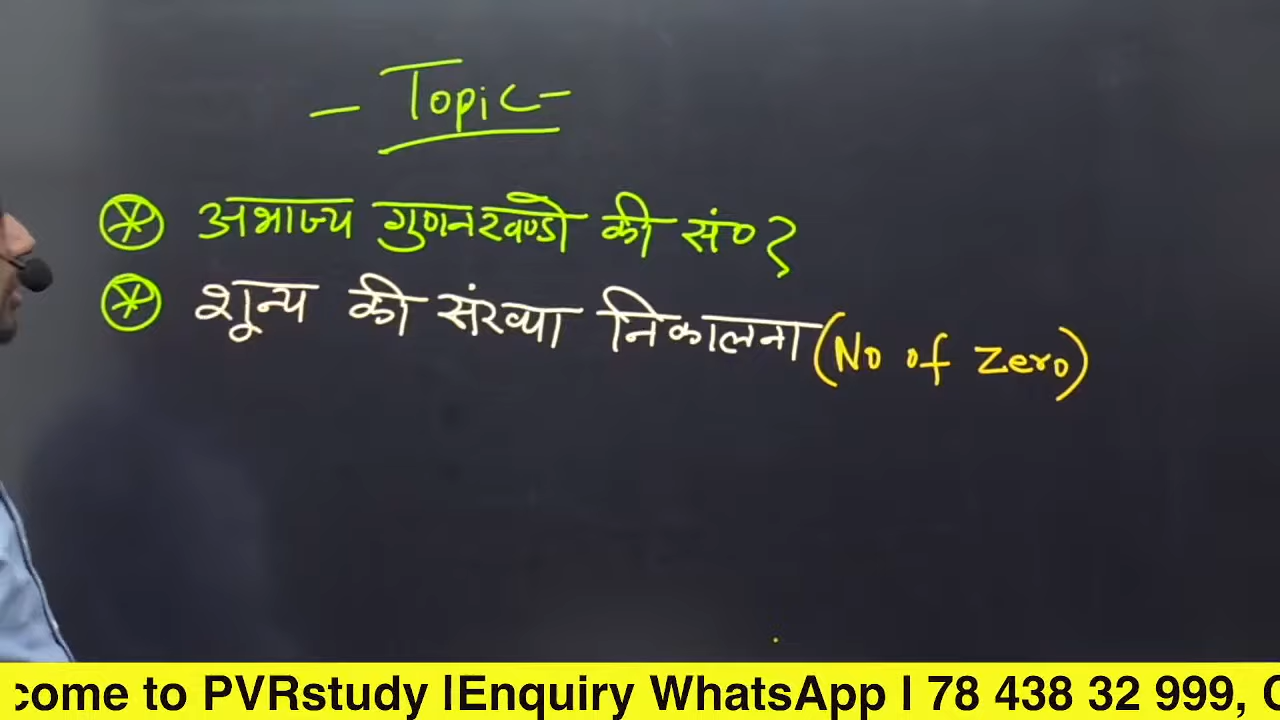 - Topic -
अभाज्य गुणनखण्डो की सं० ?
शून्य की संख्या निकालना (No of Zero)
come to PVRstudy |Enquiry WhatsApp | 78 438 32 999, C